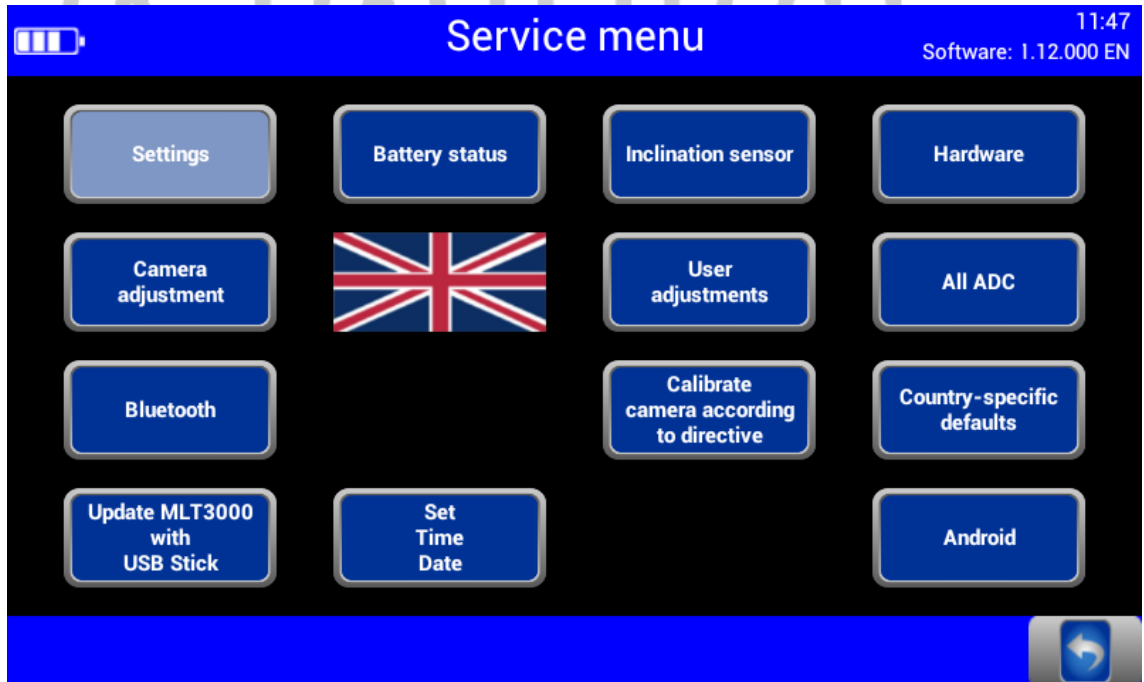 Service menu
11:47
Software: 1.12.000 EN
Settings
Battery status
Inclination sensor
Hardware
Camera
adjustment
User
adjustments
All ADC
Bluetooth
Calibrate
camera according
to directive
Country-specific
defaults
Update MLT3000
with
USB Stick
Set
Time
Date
Android